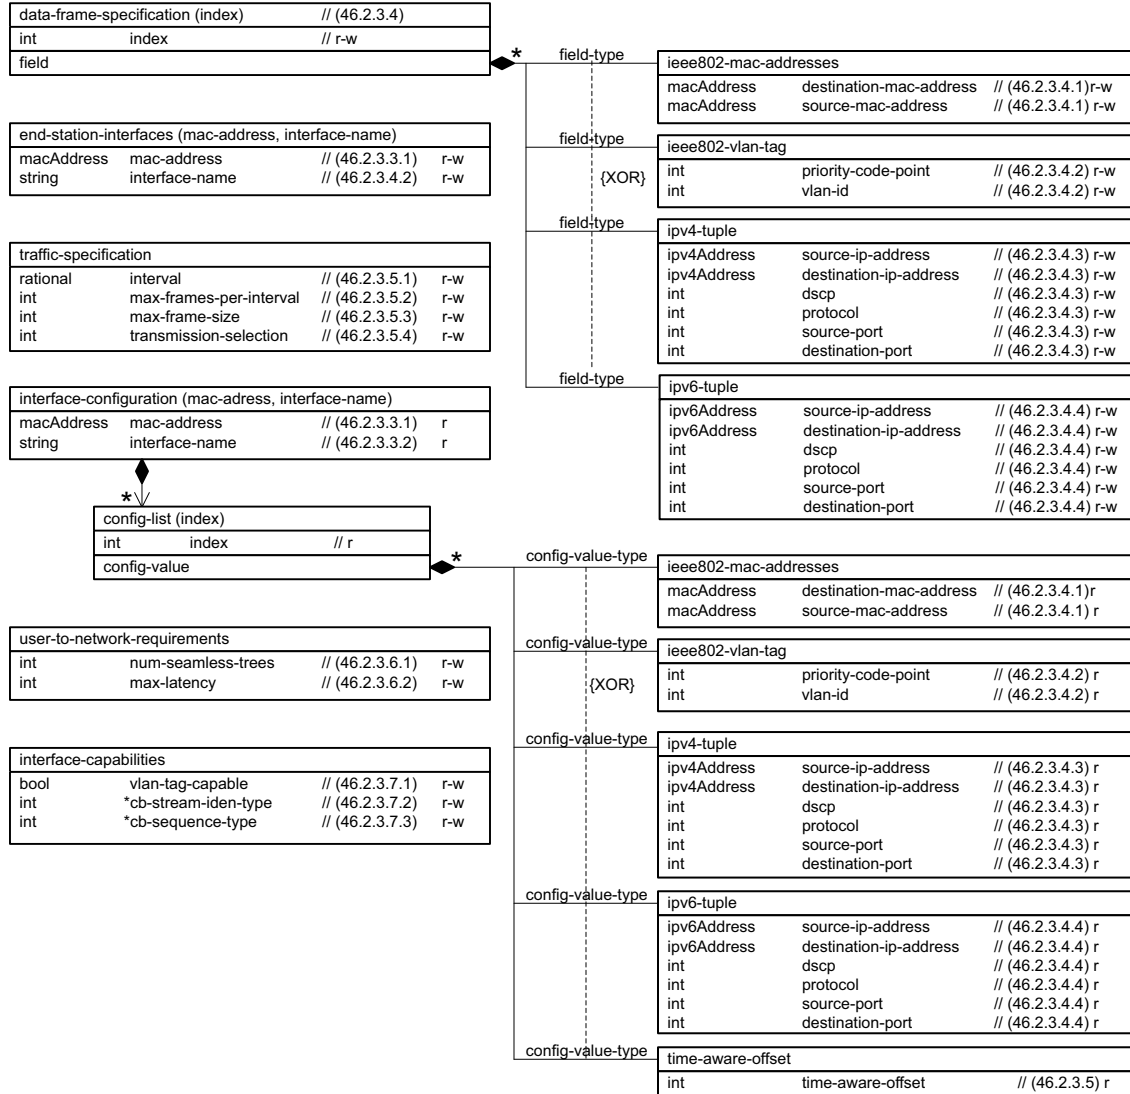 data-frame-specification (index) // (46.2.3.4)
int index // r-w
field
*
end-station-interfaces (mac-address, interface-name)
macAddress mac-address // (46.2.3.3.1) r-w
string interface-name // (46.2.3.4.2) r-w
traffic-specification
rational interval // (46.2.3.5.1) r-w
int max-frames-per-interval // (46.2.3.5.2) r-w
int max-frame-size // (46.2.3.5.3) r-w
int transmission-selection // (46.2.3.5.4) r-w
interface-configuration (mac-adress, interface-name)
macAddress mac-address // (46.2.3.3.1) r
string interface-name // (46.2.3.3.2) r
*
config-list (index)
int index // r
config-value
*
user-to-network-requirements
int num-seamless-trees // (46.2.3.6.1) r-w
int max-latency // (46.2.3.6.2) r-w
interface-capabilities
bool vlan-tag-capable // (46.2.3.7.1) r-w
int *cb-stream-iden-type // (46.2.3.7.2) r-w
int *cb-sequence-type // (46.2.3.7.3) r-w
field-type
ieee802-mac-addresses
macAddress destination-mac-address // (46.2.3.4.1)r-w
macAddress source-mac-address // (46.2.3.4.1) r-w
field-type
{XOR}
ieee802-vlan-tag
int priority-code-point // (46.2.3.4.2) r-w
int vlan-id // (46.2.3.4.2) r-w
field-type
ipv4-tuple
ipv4Address source-ip-address // (46.2.3.4.3) r-w
ipv4Address destination-ip-address // (46.2.3.4.3) r-w
int dscp // (46.2.3.4.3) r-w
int protocol // (46.2.3.4.3) r-w
int source-port // (46.2.3.4.3) r-w
int destination-port // (46.2.3.4.3) r-w
field-type
ipv6-tuple
ipv6Address source-ip-address // (46.2.3.4.4) r-w
ipv6Address destination-ip-address // (46.2.3.4.4) r-w
int dscp // (46.2.3.4.4) r-w
int protocol // (46.2.3.4.4) r-w
int source-port // (46.2.3.4.4) r-w
int destination-port // (46.2.3.4.4) r-w
config-value-type
ieee802-mac-addresses
macAddress destination-mac-address // (46.2.3.4.1)r
macAddress source-mac-address // (46.2.3.4.1) r
config-value-type
{XOR}
ieee802-vlan-tag
int priority-code-point // (46.2.3.4.2) r
int vlan-id // (46.2.3.4.2) r
config-value-type
ipv4-tuple
ipv4Address source-ip-address // (46.2.3.4.3) r
ipv4Address destination-ip-address // (46.2.3.4.3) r
int dscp // (46.2.3.4.3) r
int protocol // (46.2.3.4.3) r
int source-port // (46.2.3.4.3) r
int destination-port // (46.2.3.4.3) r
config-value-type
ipv6-tuple
ipv6Address source-ip-address // (46.2.3.4.4) r
ipv6Address destination-ip-address // (46.2.3.4.4) r
int dscp // (46.2.3.4.4) r
int protocol // (46.2.3.4.4) r
int source-port // (46.2.3.4.4) r
int destination-port // (46.2.3.4.4) r
config-value-type
time-aware-offset
int time-aware-offset // (46.2.3.5) r